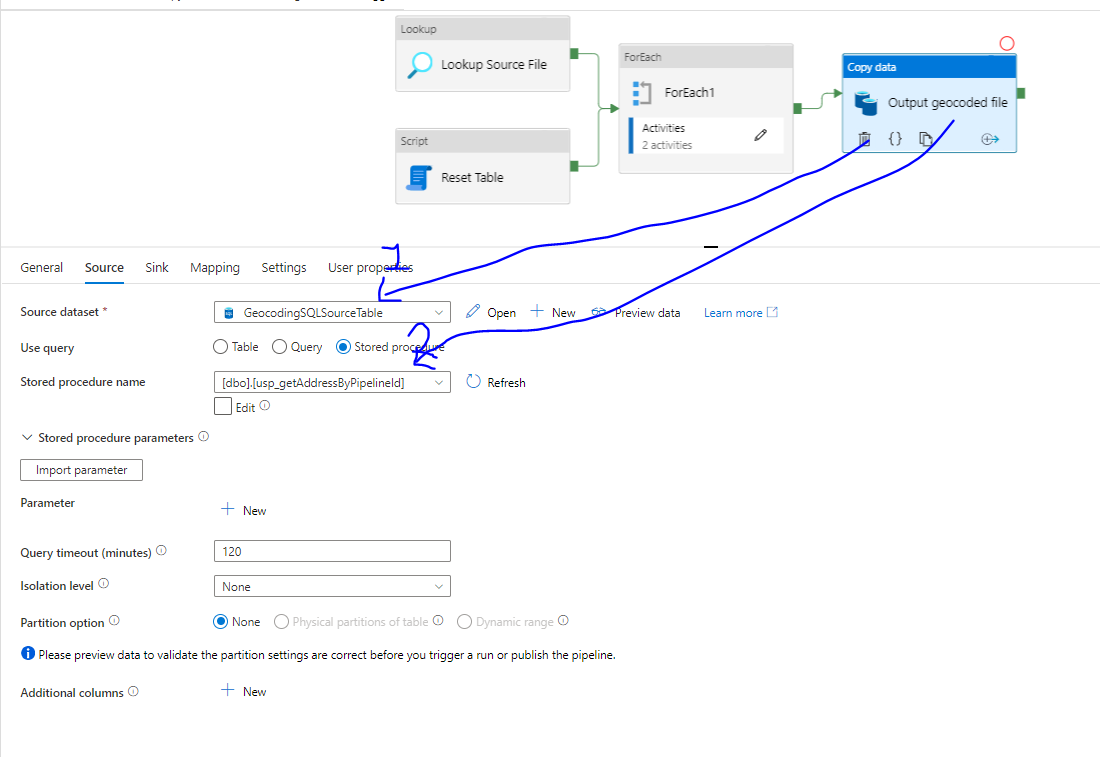 Lookup
Lookup Source File
ForEach
ForEach1
Activities
2 activities
Copy data
Output geocoded file
{}
Script
Reset Table
General Source Sink Mapping Settings User properties
1
Source dataset * GeocodingSQLSourceTable Open New Preview data Learn more
2
Use query Table Query Stored procedure
Stored procedure name [dbo].[usp_getAddressByPipelineId] Refresh
Edit
Stored procedure parameters
Import parameter
Parameter New
Query timeout (minutes) 120
Isolation level None
Partition option None Physical partitions of table Dynamic range
Please preview data to validate the partition settings are correct before you trigger a run or publish the pipeline.
Additional columns New